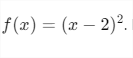 f(x) = (x − 2)².